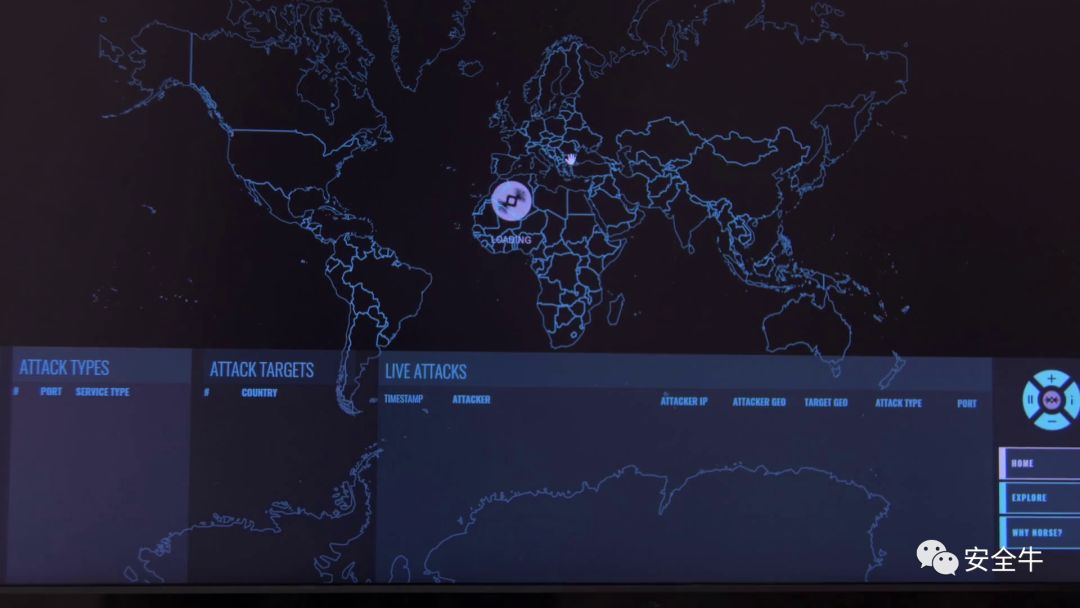 LOADING
ATTACK TYPES
# PORT SERVICE TYPE
ATTACK TARGETS
# COUNTRY
LIVE ATTACKS
TIMESTAMP ATTACKER ATTACKER IP ATTACKER GEO TARGET GEO ATTACK TYPE PORT
HOME
EXPLORE
WHY NORSE?
安全牛